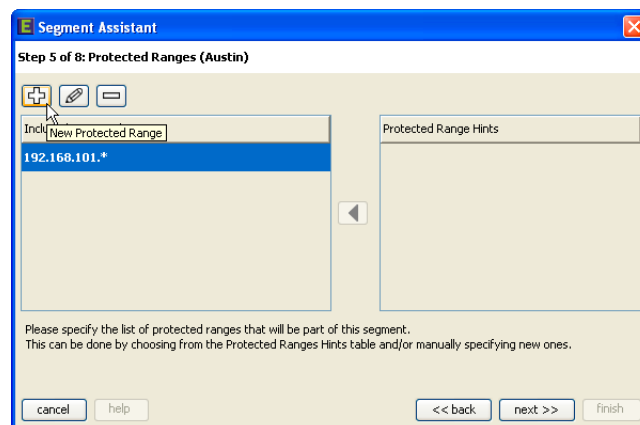 Segment Assistant
Step 5 of 8: Protected Ranges (Austin)
New Protected Range
Protected Range Hints
192.168.101.*
Please specify the list of protected ranges that will be part of this segment.
This can be done by choosing from the Protected Ranges Hints table and/or manually specifying new ones.
cancel
help
<< back
next >>
finish